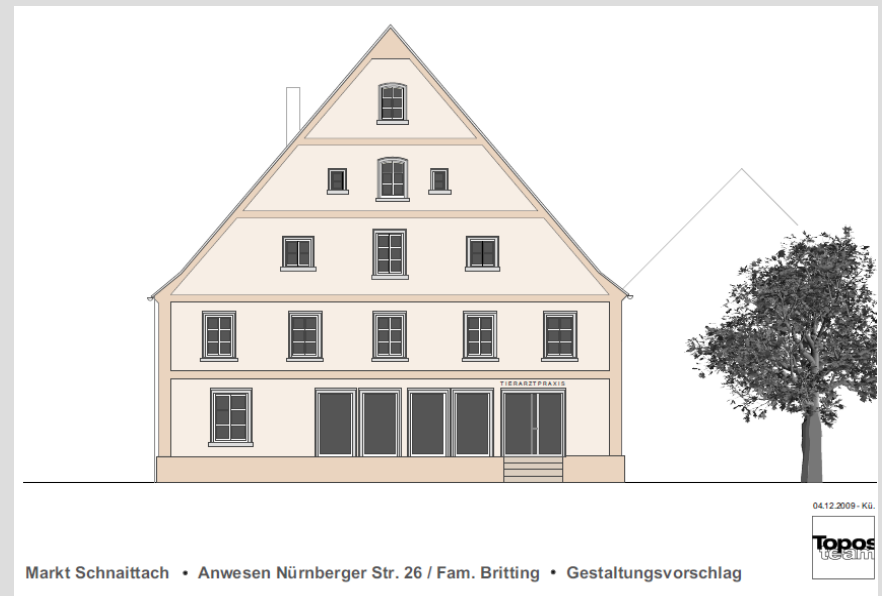 TIERARZTPRAXIS
04.12.2009 - Kü.
Topos
team
Markt Schnaittach • Anwesen Nürnberger Str. 26 / Fam. Britting • Gestaltungsvorschlag